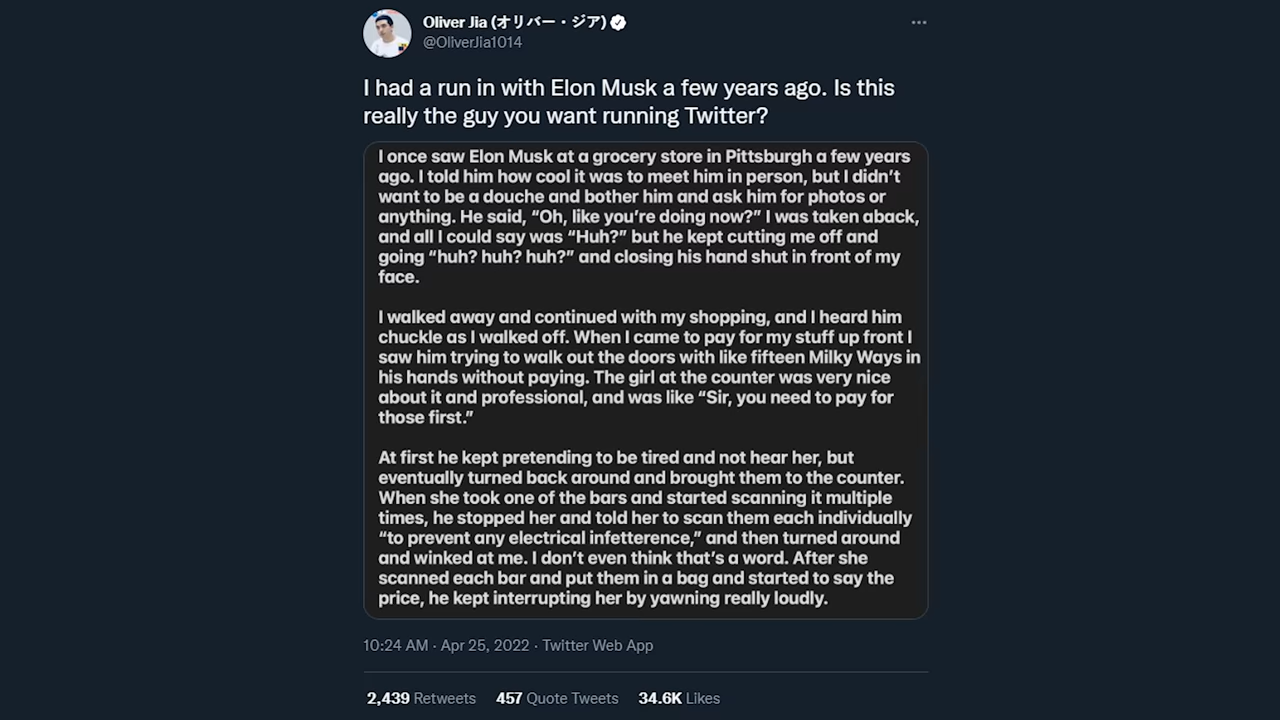 Oliver Jia (オリバー・ジア)
@OliverJia1014
I had a run in with Elon Musk a few years ago. Is this
really the guy you want running Twitter?
I once saw Elon Musk at a grocery store in Pittsburgh a few years
ago. I told him how cool it was to meet him in person, but I didn't
want to be a douche and bother him and ask him for photos or
anything. He said, “Oh, like you're doing now?” I was taken aback,
and all I could say was “Huh?” but he kept cutting me off and
going “huh? huh? huh?” and closing his hand shut in front of my
face.
I walked away and continued with my shopping, and I heard him
chuckle as I walked off. When I came to pay for my stuff up front I
saw him trying to walk out the doors with like fifteen Milky Ways in
his hands without paying. The girl at the counter was very nice
about it and professional, and was like “Sir, you need to pay for
those first.”
At first he kept pretending to be tired and not hear her, but
eventually turned back around and brought them to the counter.
When she took one of the bars and started scanning it multiple
times, he stopped her and told her to scan them each individually
“to prevent any electrical infetterence,” and then turned around
and winked at me. I don't even think that's a word. After she
scanned each bar and put them in a bag and started to say the
price, he kept interrupting her by yawning really loudly.
10:24 AM · Apr 25, 2022 · Twitter Web App
2,439 Retweets 457 Quote Tweets 34.6K Likes